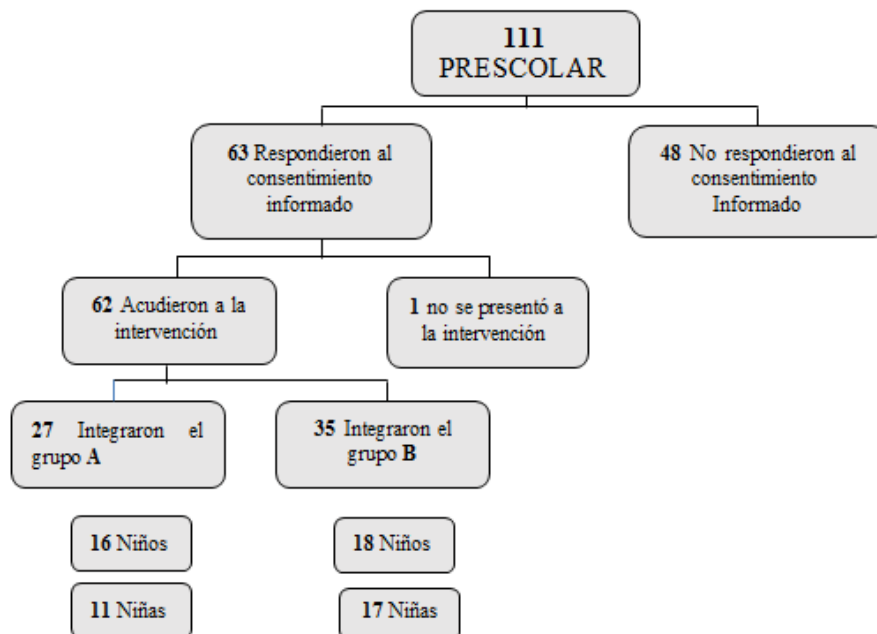 111
PRESCOLAR
63 Respondieron al
consentimiento
informado
48 No respondieron al
consentimiento
Informado
62 Acudieron a la
intervención
1 no se presentó a
la intervención
27 Integraron el
grupo A
35 Integraron el
grupo B
16 Niños
18 Niños
11 Niñas
17 Niñas